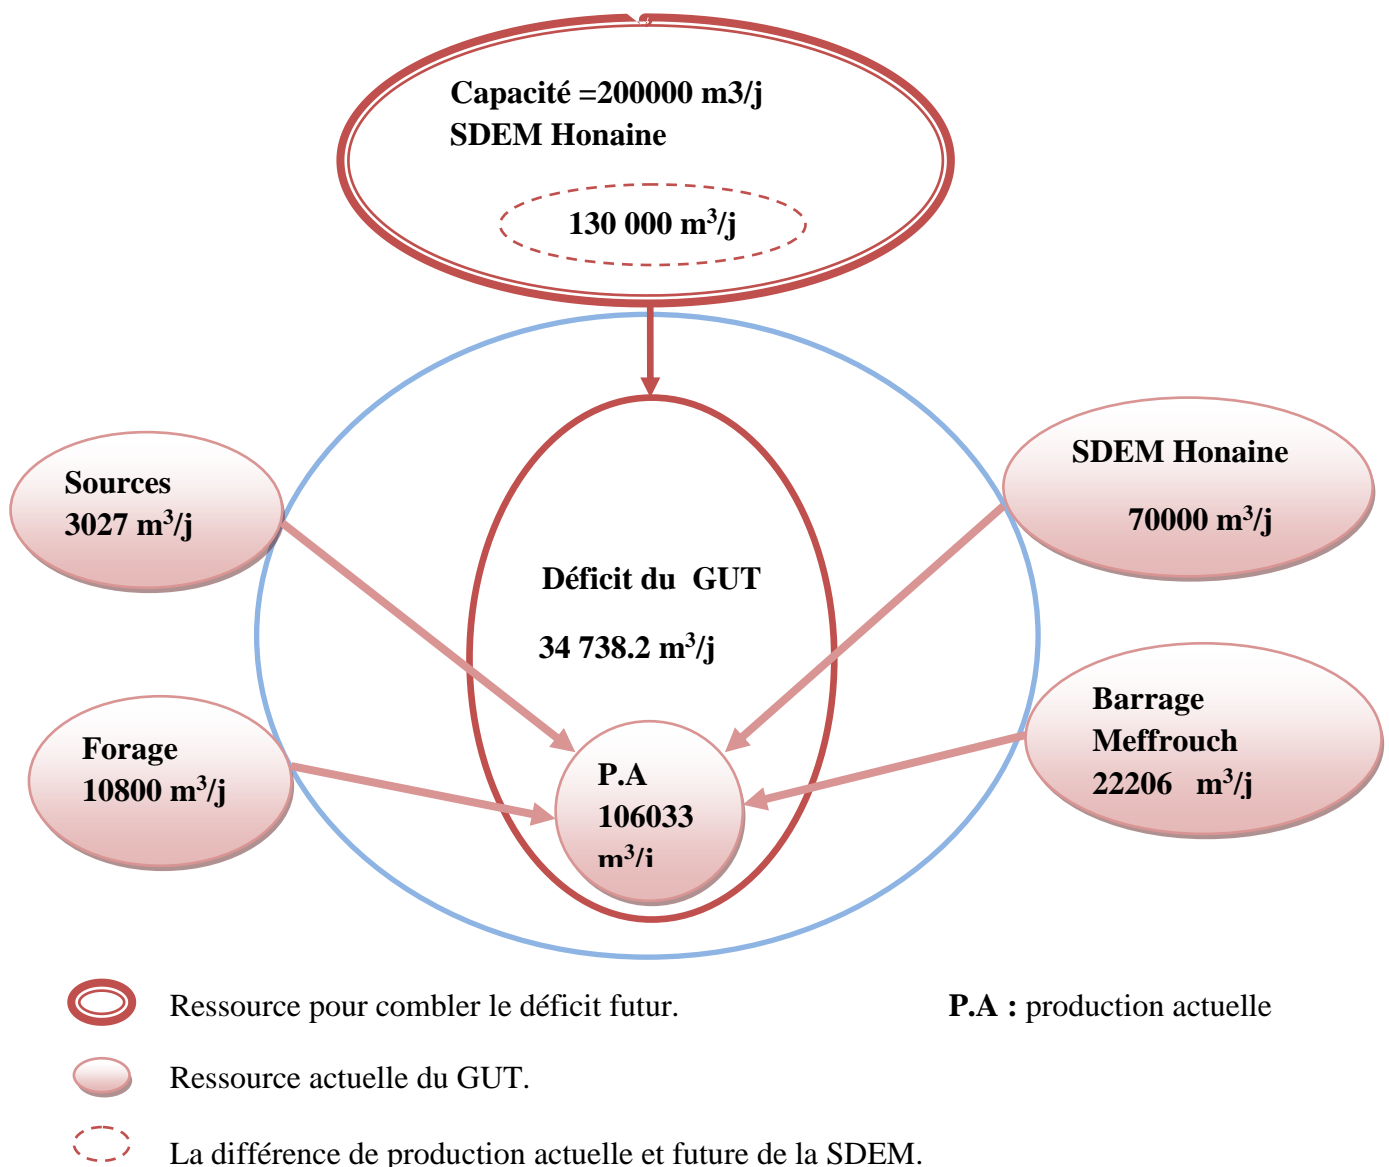 Capacité =200000 m3/j
SDEM Honaine
130 000 m³/j
Sources
3027 m³/j
SDEM Honaine
70000 m³/j
Déficit du GUT
34 738.2 m³/j
Forage
10800 m³/j
Barrage
Meffrouch
22206 m³/j
P.A
106033
m³/j
Ressource pour combler le déficit futur.
P.A : production actuelle
Ressource actuelle du GUT.
La différence de production actuelle et future de la SDEM.